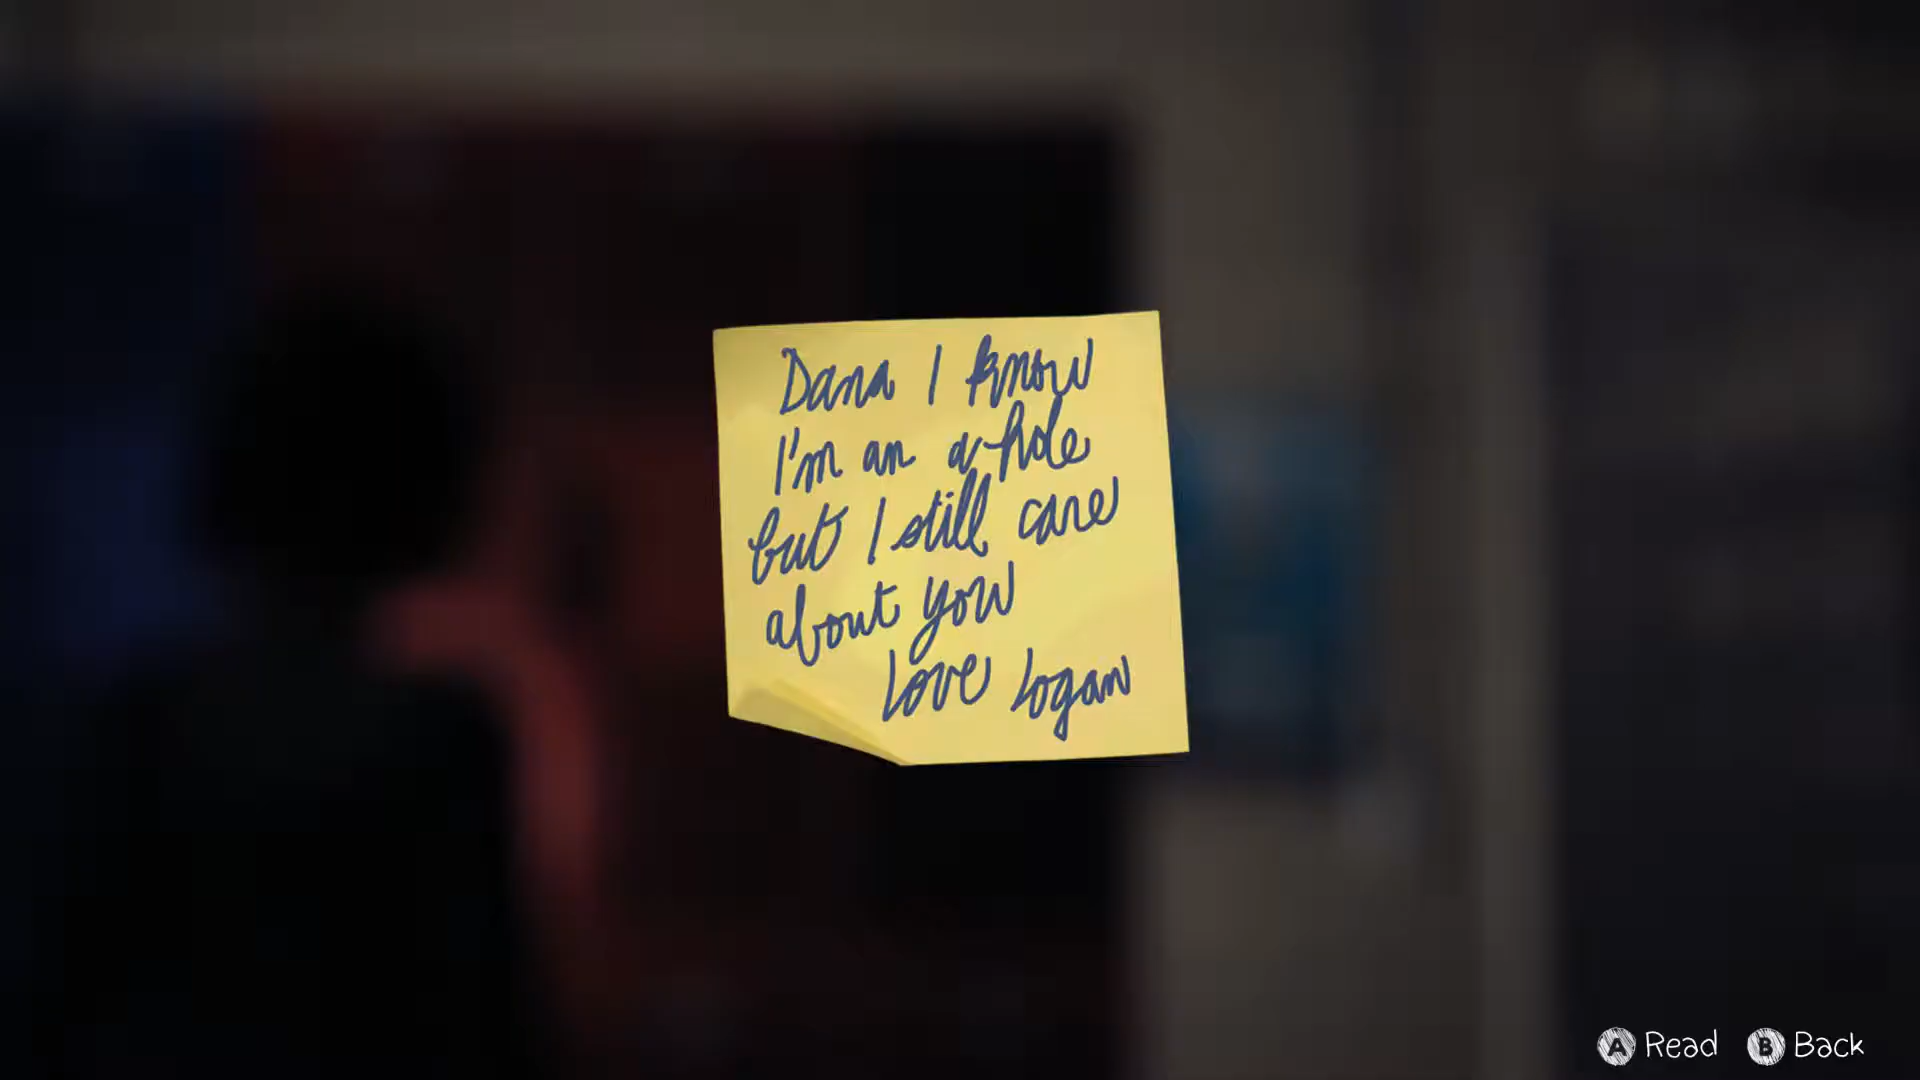 Dana I know
I'm an a-hole
but I still care
about you
Love Logan
A Read B Back